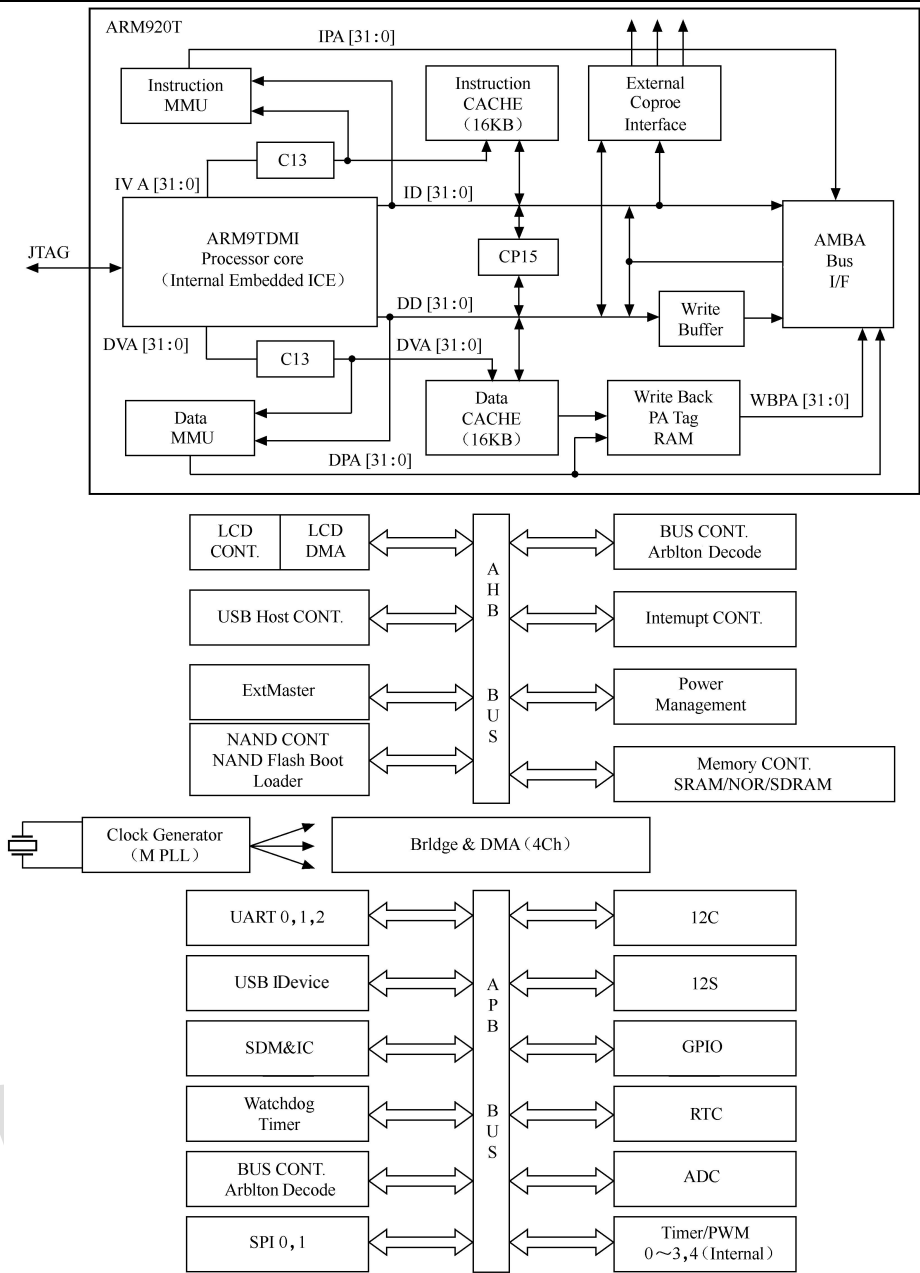 ARM920T
IPA [31:0]
Instruction
MMU
Instruction
CACHE
(16KB)
External
Coproe
Interface
C13
IV A [31:0]
ID [31:0]
ARM9TDMI
Processor core
(Internal Embedded ICE)
JTAG
CP15
AMBA
Bus
I/F
DD [31:0]
Write
Buffer
DVA [31:0]
C13
DVA [31:0]
Data
MMU
Data
CACHE
(16KB)
Write Back
PA Tag
RAM
WBPA [31:0]
DPA [31:0]
LCD
CONT.
LCD
DMA
BUS CONT.
Arblton Decode
AHB BUS
USB Host CONT.
Intemupt CONT.
ExtMaster
Power
Management
NAND CONT
NAND Flash Boot
Loader
Memory CONT.
SRAM/NOR/SDRAM
Clock Generator
(M PLL)
Brldge & DMA (4Ch)
UART 0,1,2
12C
APB BUS
USB IDevice
12S
SDM&IC
GPIO
Watchdog
Timer
RTC
BUS CONT.
Arblton Decode
ADC
SPI 0,1
Timer/PWM
0～3,4 (Internal)